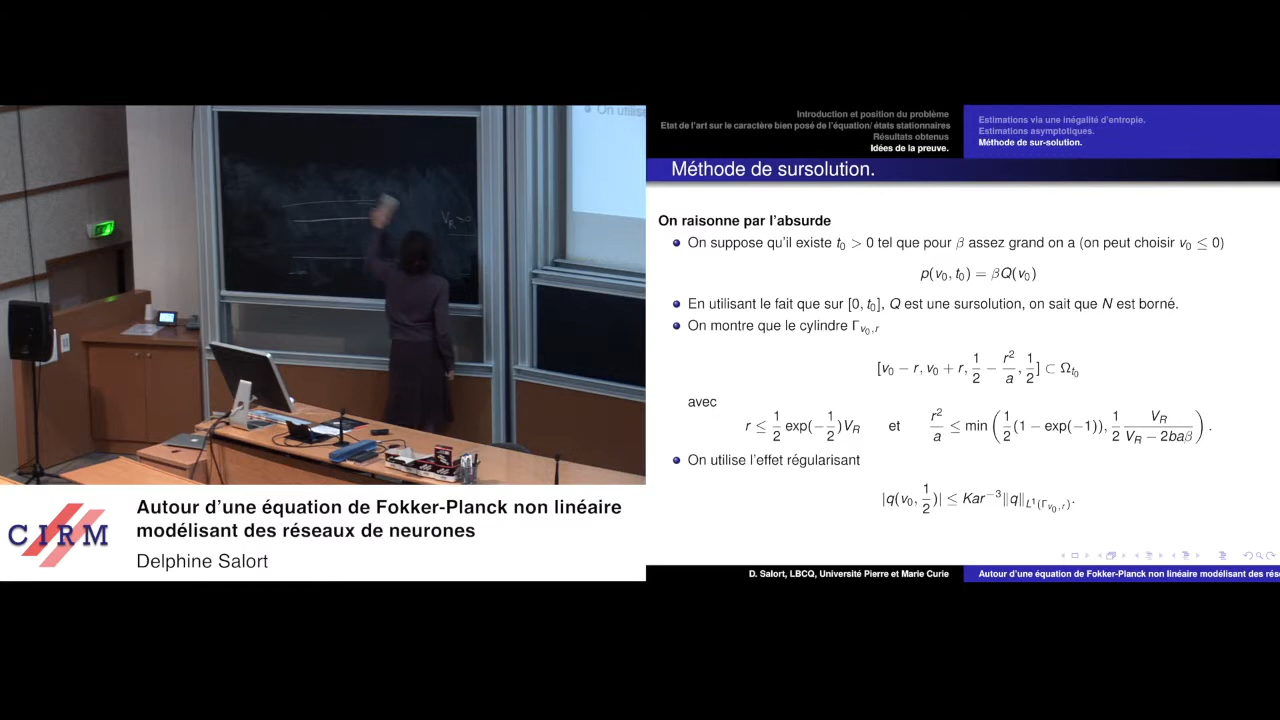 On utilis
V_R > 0
CIRM
Autour d'une équation de Fokker-Planck non linéaire
modélisant des réseaux de neurones
Delphine Salort
Introduction et position du problème
Etat de l'art sur le caractère bien posé de l'équation/ états stationnaires
Résultats obtenus
Idées de la preuve.
Estimations via une inégalité d'entropie.
Estimations asymptotiques.
Méthode de sur-solution.
Méthode de sursolution.
On raisonne par l'absurde
On suppose qu'il existe t₀ > 0 tel que pour β assez grand on a (on peut choisir v₀ ≤ 0)
p(v₀, t₀) = βQ(v₀)
En utilisant le fait que sur [0, t₀], Q est une sursolution, on sait que N est borné.
On montre que le cylindre Γ_{v₀,r}
[v₀ − r, v₀ + r, 1/2 − r²/a, 1/2] ⊂ Ω_{t₀}
avec
r ≤ 1/2 exp(−1/2)V_R et r²/a ≤ min (1/2(1 − exp(−1)), 1/2 V_R/(V_R − 2baβ)) .
On utilise l'effet régularisant
|q(v₀, 1/2)| ≤ Kar⁻³‖q‖_{L¹(Γ_{v₀,r})}.
D. Salort, LBCQ, Université Pierre et Marie Curie
Autour d'une équation de Fokker-Planck non linéaire modélisant des rés